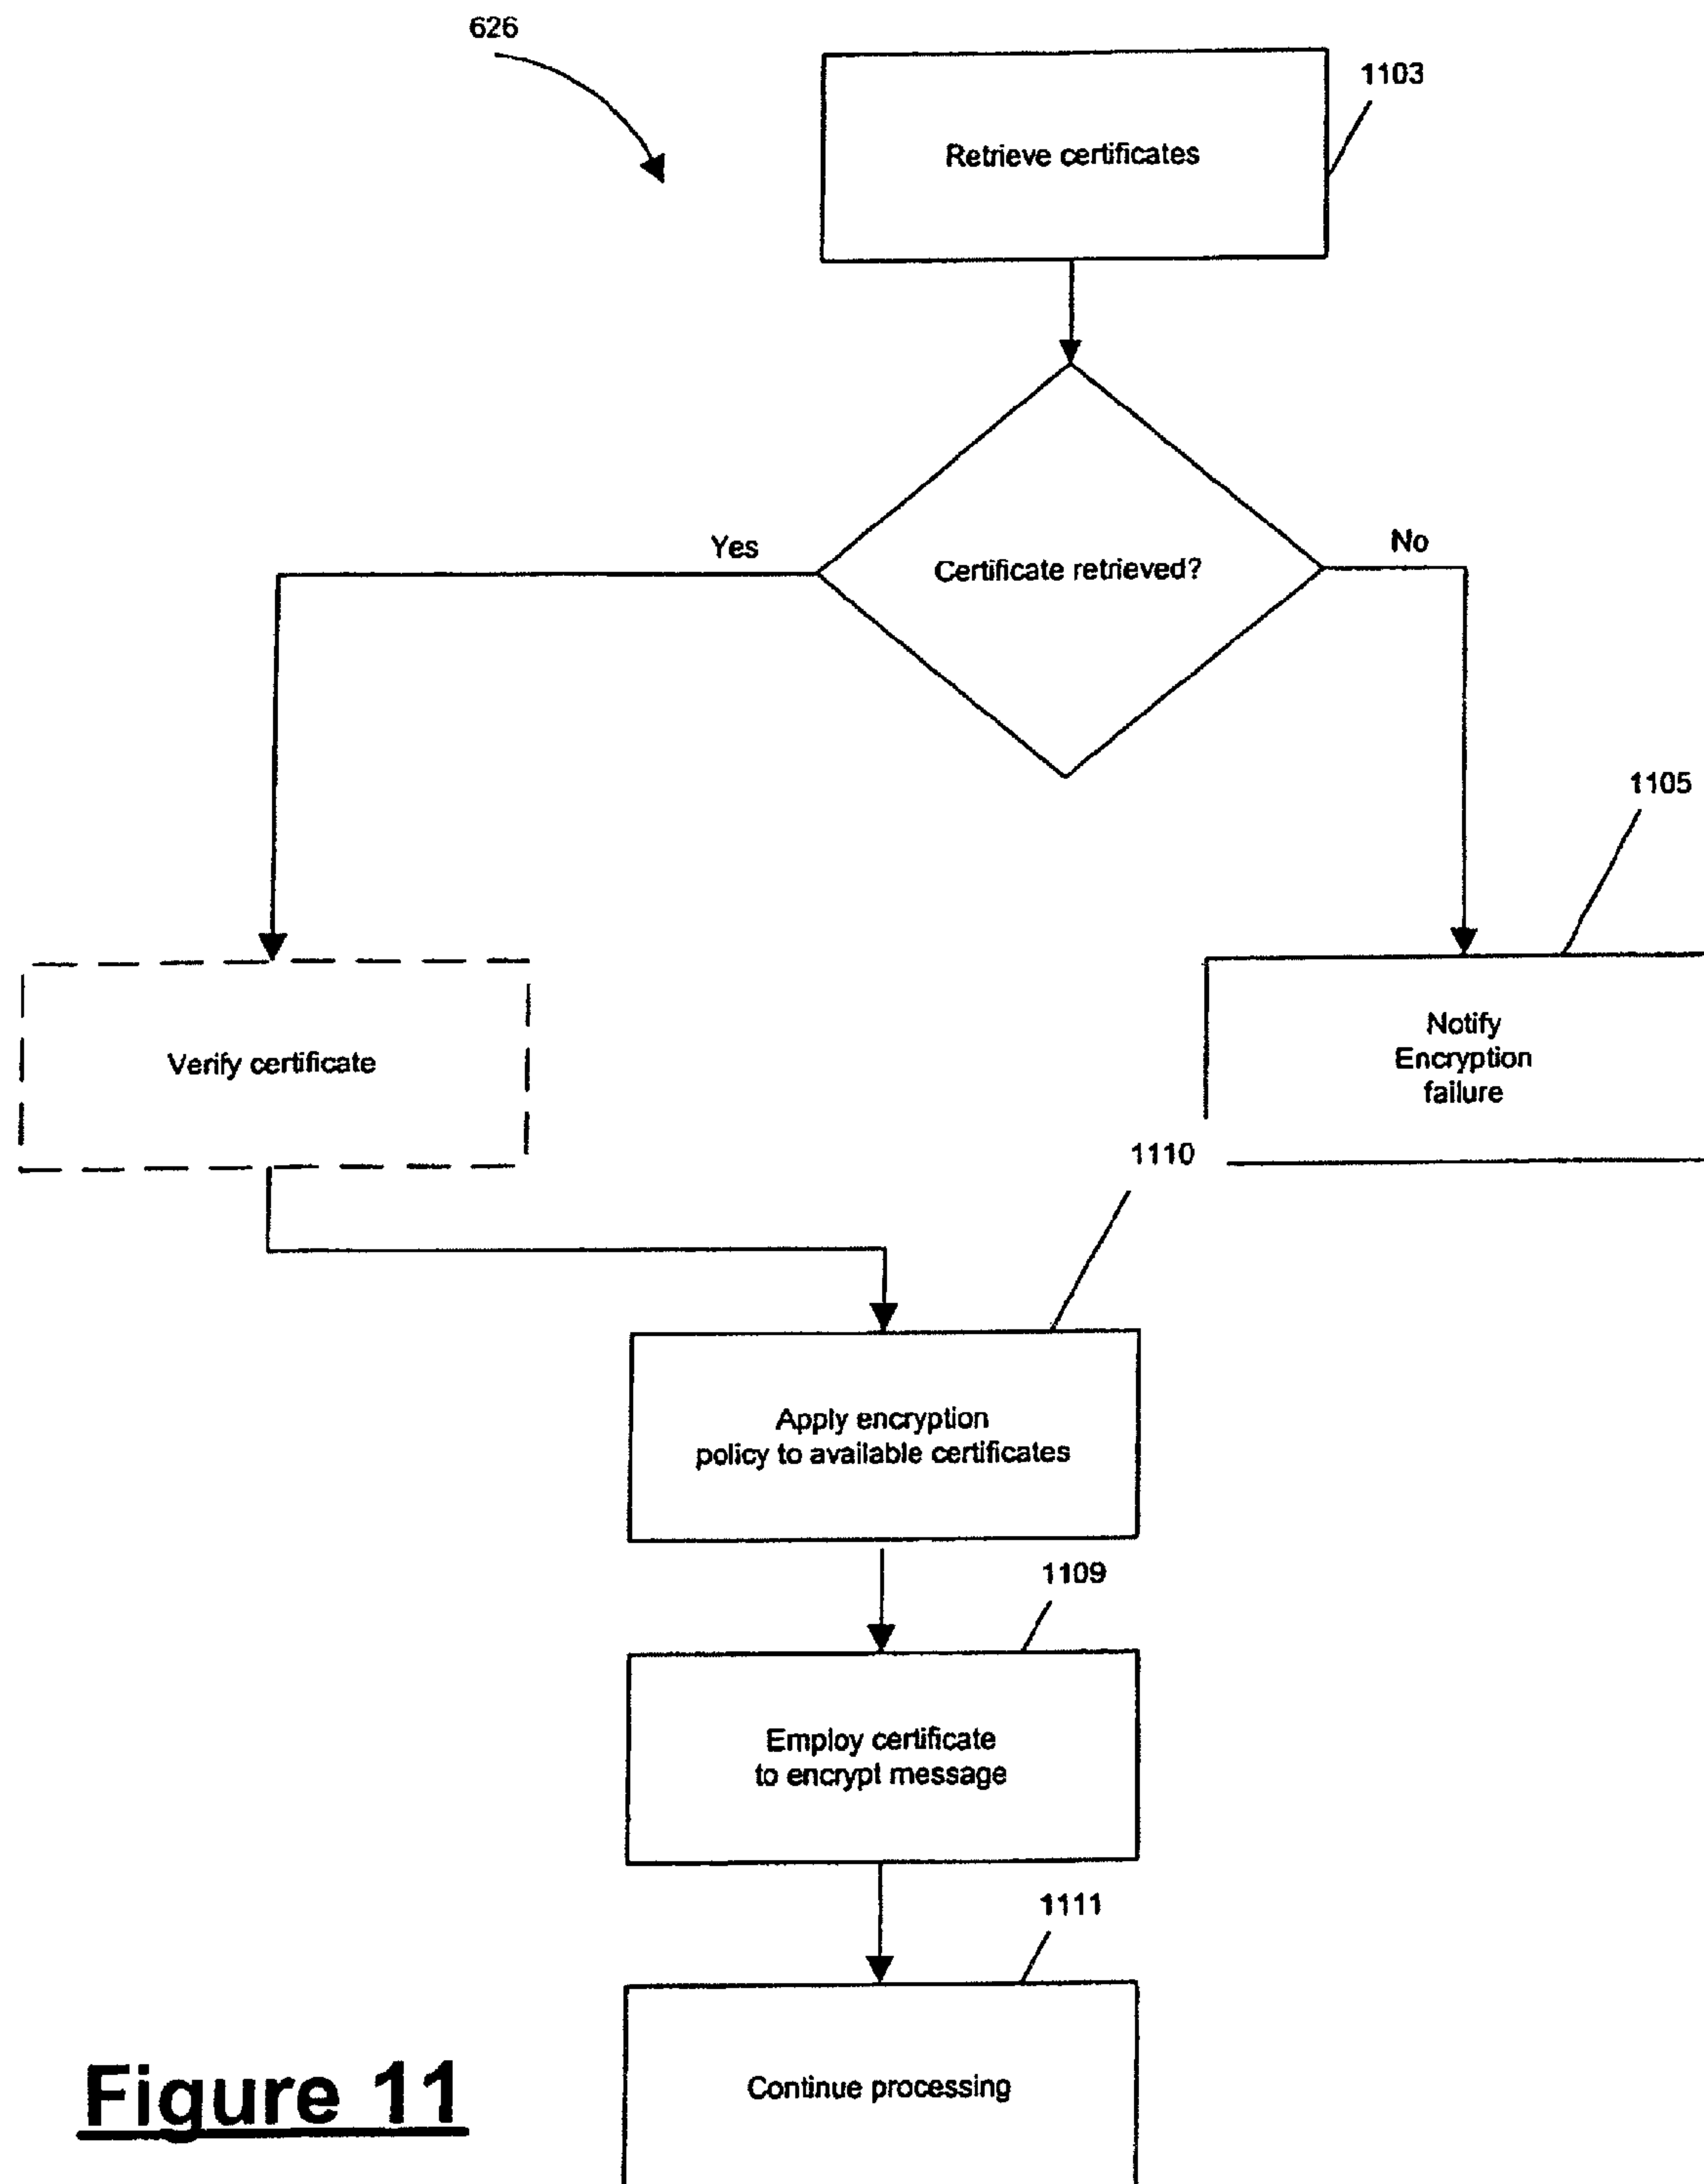 626
1103
Retrieve certificates
Yes
No
Certificate retrieved?
1105
Verify certificate
Notify
Encryption
failure
1110
Apply encryption
policy to available certificates
1109
Employ certificate
to encrypt message
1111
Continue processing
Figure 11